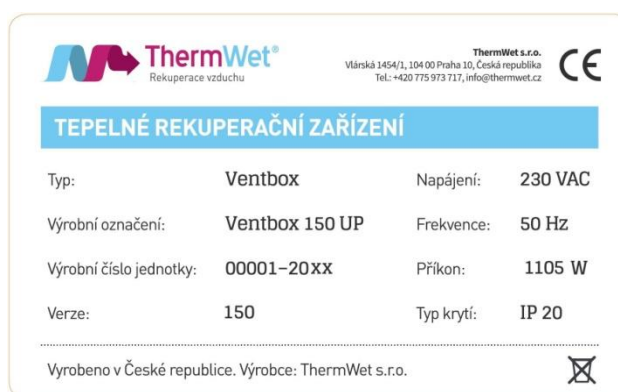 ThermWet®
Rekuperace vzduchu
ThermWet s.r.o.
Vlárská 1454/1, 104 00 Praha 10, Česká republika
Tel.: +420 775 973 717, info@thermwet.cz
CE
TEPELNÉ REKUPERAČNÍ ZAŘÍZENÍ
Typ: Ventbox Napájení: 230 VAC
Výrobní označení: Ventbox 150 UP Frekvence: 50 Hz
Výrobní číslo jednotky: 00001-20xx Příkon: 1105 W
Verze: 150 Typ krytí: IP 20
Vyrobeno v České republice. Výrobce: ThermWet s.r.o.